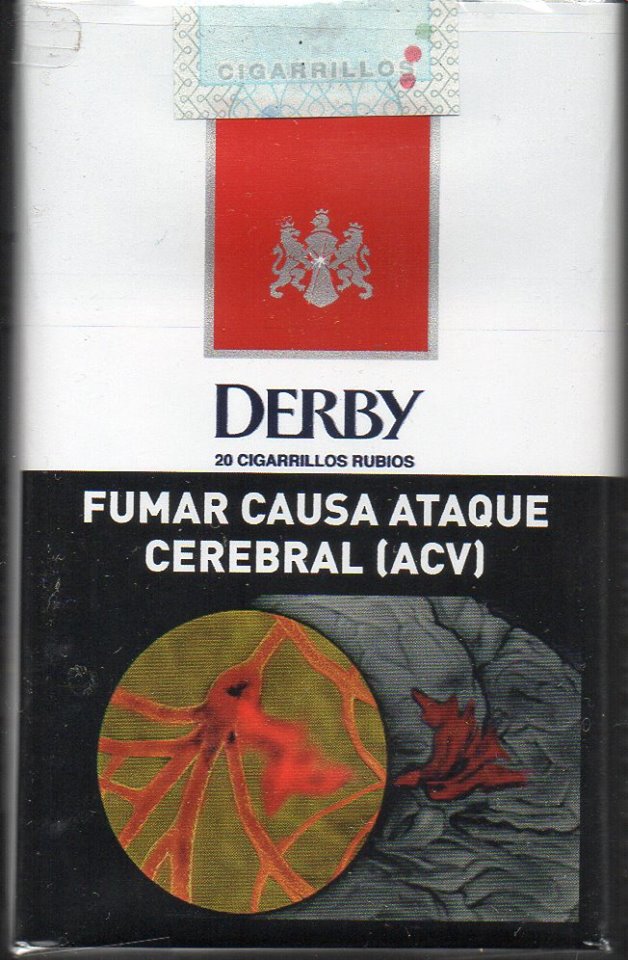 CIGARRILLOS
DERBY
20 CIGARRILLOS RUBIOS
FUMAR CAUSA ATAQUE
CEREBRAL (ACV)